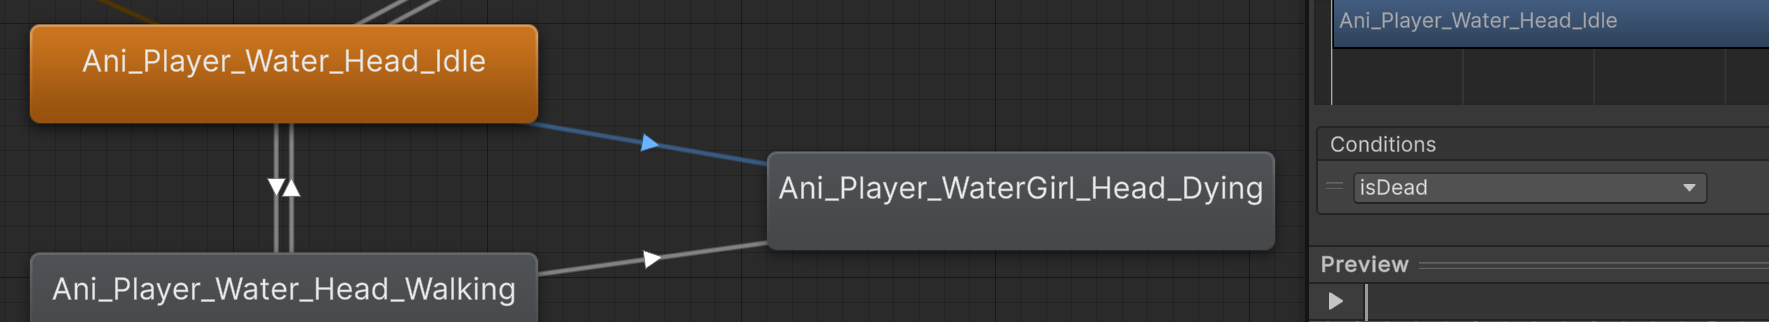 Ani_Player_Water_Head_Idle
Ani_Player_WaterGirl_Head_Dying
Ani_Player_Water_Head_Walking
Ani_Player_Water_Head_Idle
Conditions
isDead
Preview